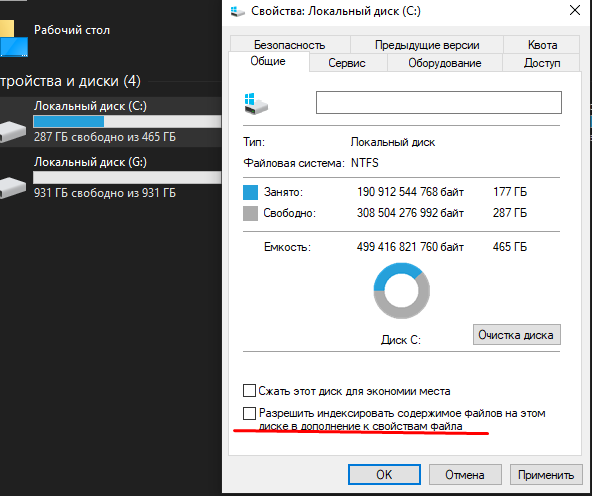 Рабочий стол
тройства и диски (4)
Локальный диск (C:)
287 ГБ свободно из 465 ГБ
Локальный диск (G:)
931 ГБ свободно из 931 ГБ
Свойства: Локальный диск (C:)
Безопасность Предыдущие версии Квота
Общие Сервис Оборудование Доступ
Тип: Локальный диск
Файловая система: NTFS
Занято: 190 912 544 768 байт 177 ГБ
Свободно: 308 504 276 992 байт 287 ГБ
Емкость: 499 416 821 760 байт 465 ГБ
Диск C: Очистка диска
Сжать этот диск для экономии места
Разрешить индексировать содержимое файлов на этом
диске в дополнение к свойствам файла
OK Отмена Применить